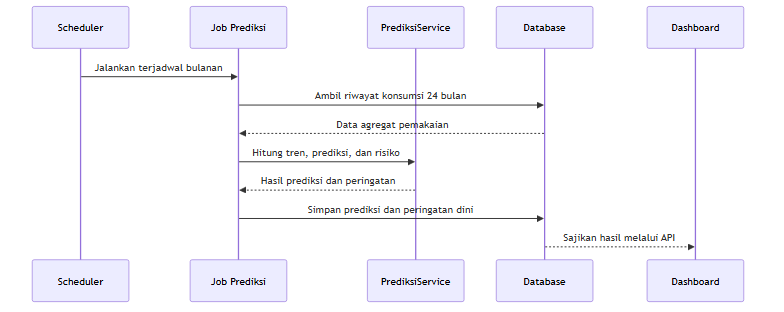 Scheduler
Job Prediksi
PrediksiService
Database
Dashboard
Jalankan terjadwal bulanan
Ambil riwayat konsumsi 24 bulan
Data agregat pemakaian
Hitung tren, prediksi, dan risiko
Hasil prediksi dan peringatan
Simpan prediksi dan peringatan dini
Sajikan hasil melalui API
Scheduler
Job Prediksi
PrediksiService
Database
Dashboard